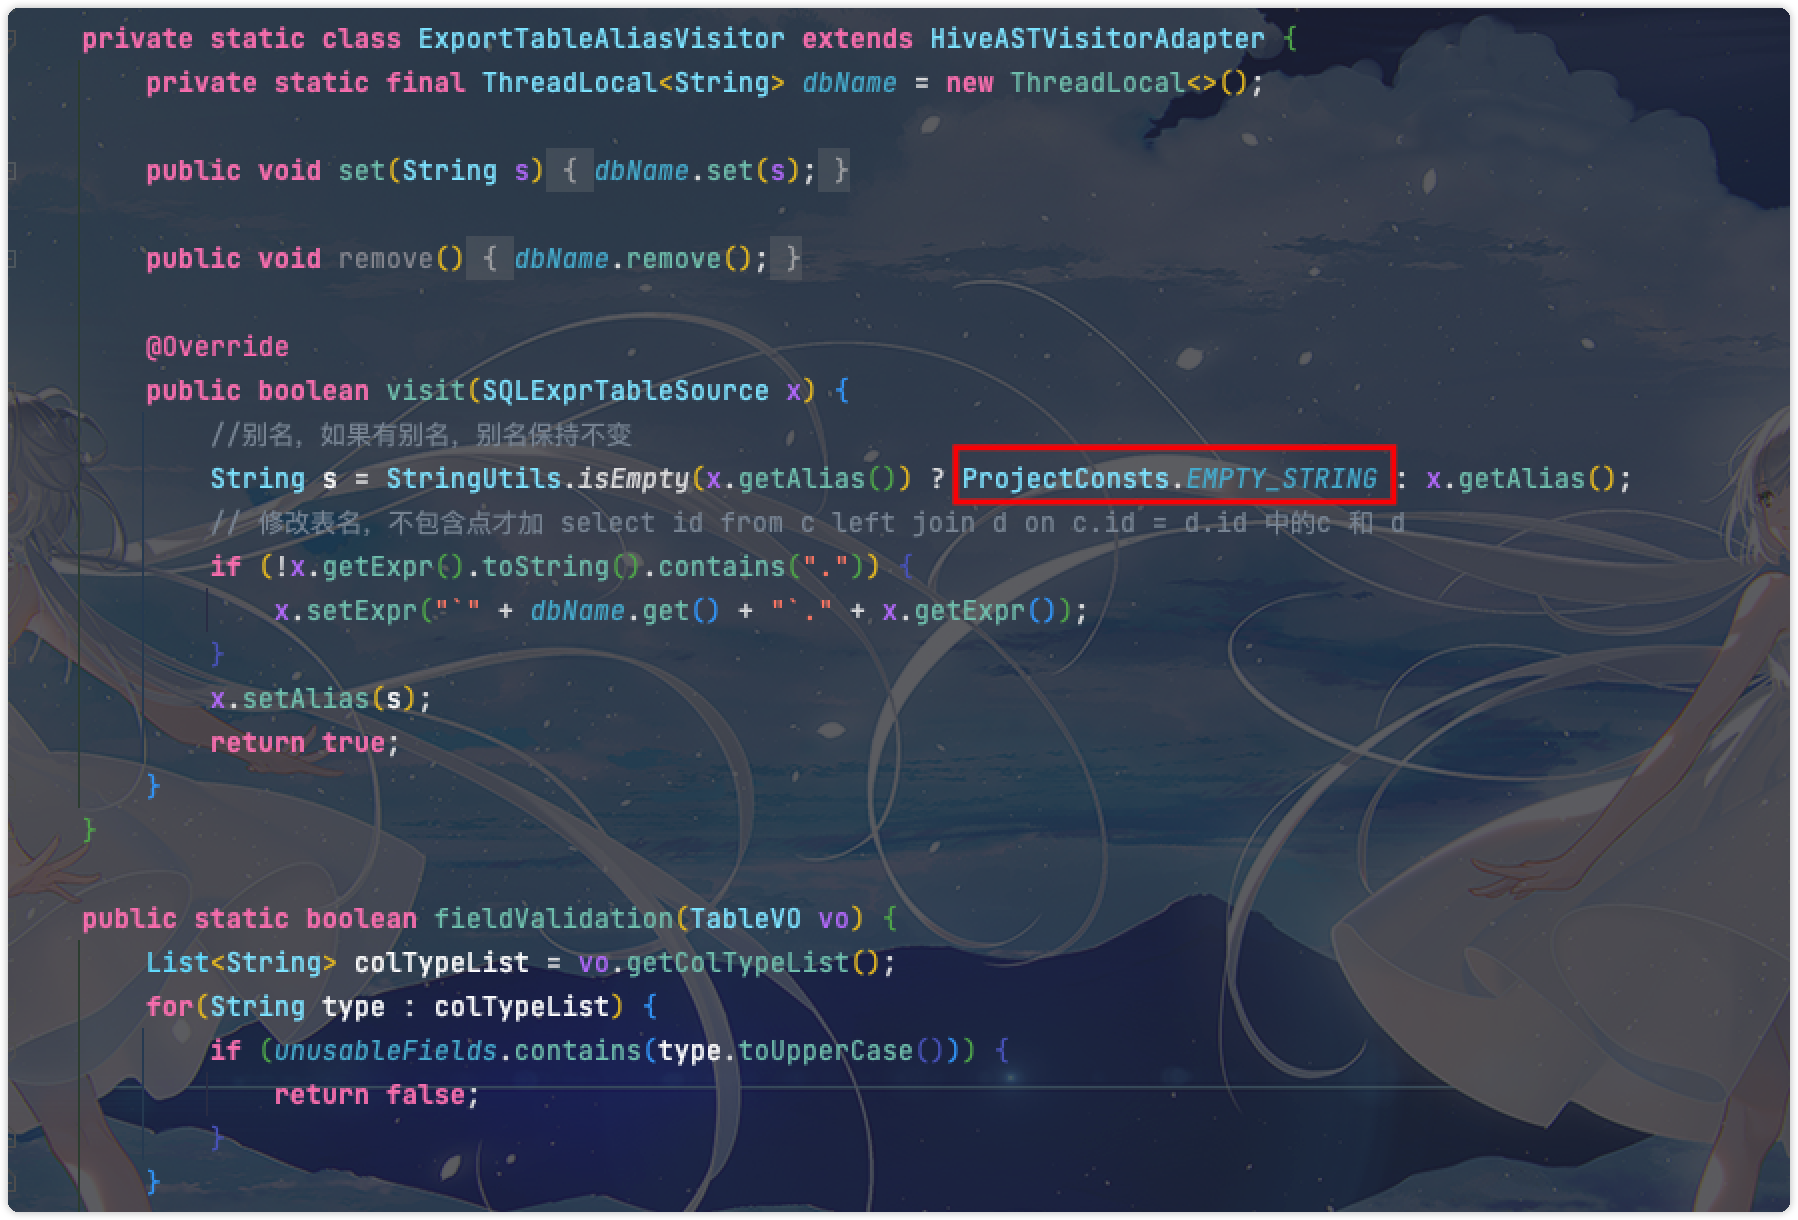 private static class ExportTableAliasVisitor extends HiveASTVisitorAdapter {
private static final ThreadLocal<String> dbName = new ThreadLocal<>();
public void set(String s) { dbName.set(s); }
public void remove() { dbName.remove(); }
@Override
public boolean visit(SQLExprTableSource x) {
//别名，如果有别名，别名保持不变
String s = StringUtils.isEmpty(x.getAlias()) ? ProjectConsts.EMPTY_STRING : x.getAlias();
// 修改表名，不包含点才加 select id from c left join d on c.id = d.id 中的c 和 d
if (!x.getExpr().toString().contains(".")) {
x.setExpr("`" + dbName.get() + "`." + x.getExpr());
}
x.setAlias(s);
return true;
}
}
public static boolean fieldValidation(TableVO vo) {
List<String> colTypeList = vo.getColTypeList();
for(String type : colTypeList) {
if (unusableFields.contains(type.toUpperCase())) {
return false;
}
}